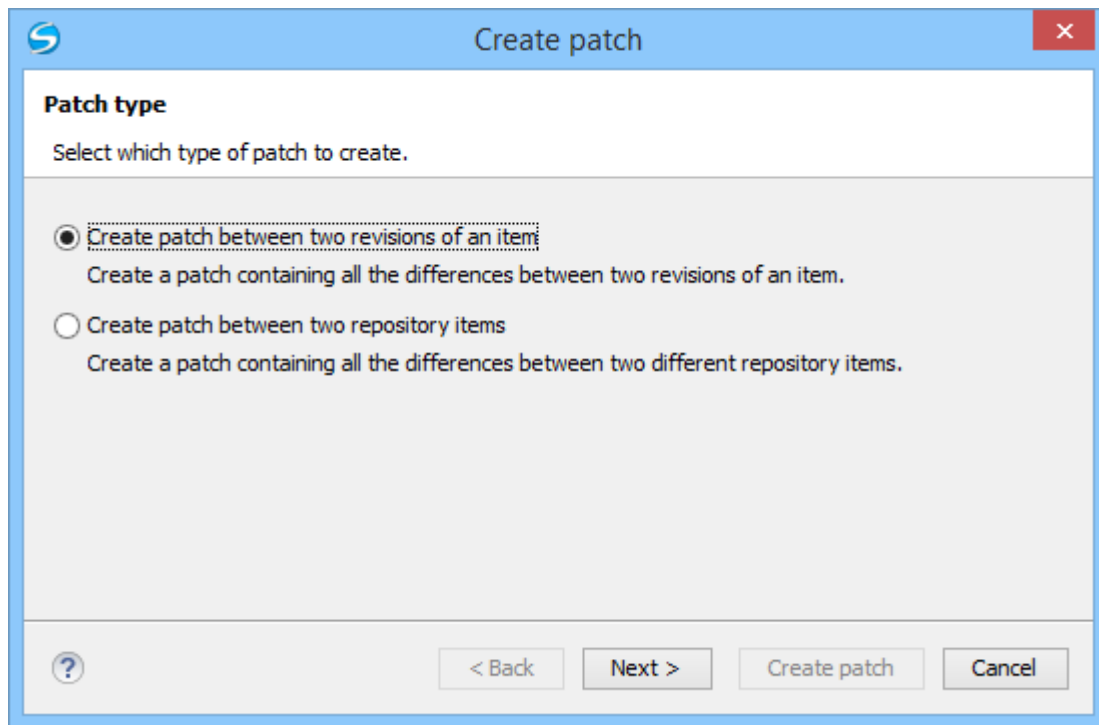 Create patch
Patch type
Select which type of patch to create.
Create patch between two revisions of an item
Create a patch containing all the differences between two revisions of an item.
Create patch between two repository items
Create a patch containing all the differences between two different repository items.
? < Back Next > Create patch Cancel